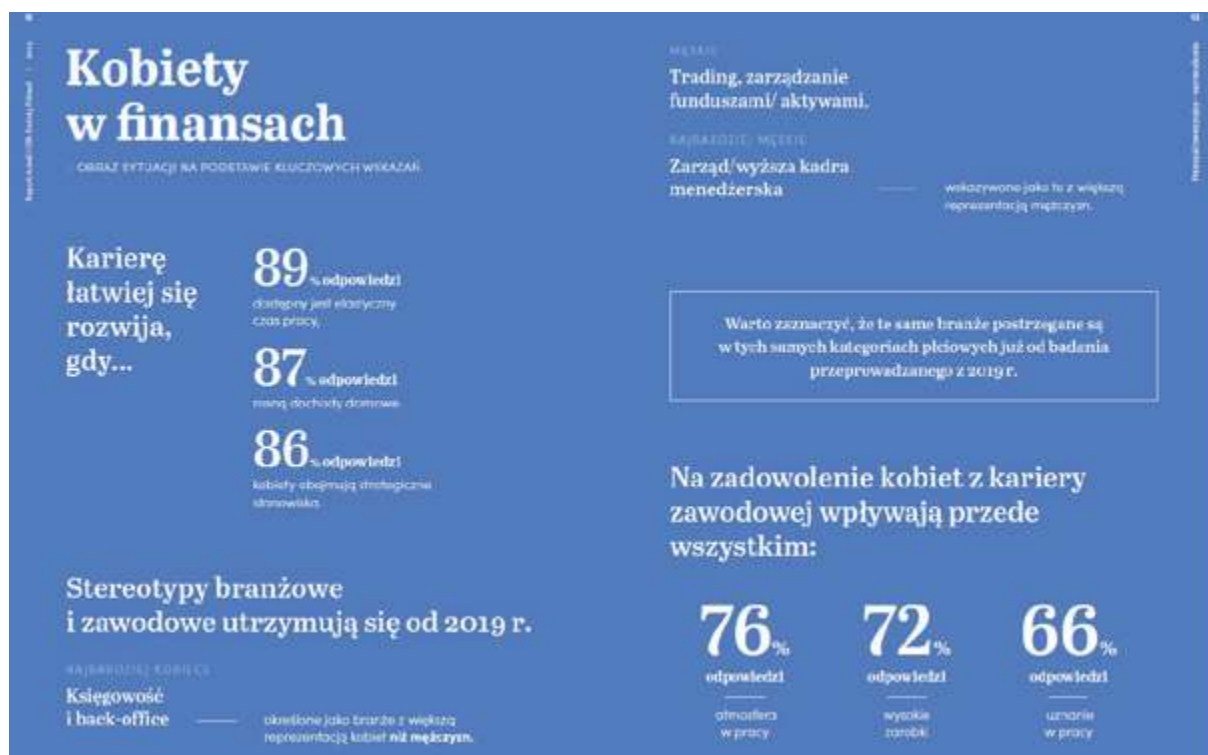 Kobiety
w finansach
OBRAZ SYTUACJI NA PODSTAWIE KLUCZOWYCH WSKAZAŃ
Karierę
łatwiej się
rozwija,
gdy...
89% odpowiedzi
dostępny jest elastyczny
czas pracy,
87% odpowiedzi
rosną dochody domowe
86% odpowiedzi
kobiety obejmują strategiczne
stanowiska
Stereotypy branżowe
i zawodowe utrzymują się od 2019 r.
NAJBARDZIEJ KOBIECE
Księgowość
i back-office
określone jako branże z większą
reprezentacją kobiet niż mężczyzn.
MĘSKIE
Trading, zarządzanie
funduszami/ aktywami.
NAJBARDZIEJ MĘSKIE
Zarząd/wyższa kadra
menedżerska
wskazywane jako te z większą
reprezentacją mężczyzn.
Warto zaznaczyć, że te same branże postrzegane są
w tych samych kategoriach płciowych już od badania
przeprowadzanego z 2019 r.
Na zadowolenie kobiet z kariery
zawodowej wpływają przede
wszystkim:
76%
odpowiedzi
atmosfera
w pracy
72%
odpowiedzi
wysokie
zarobki
66%
odpowiedzi
uznanie
w pracy